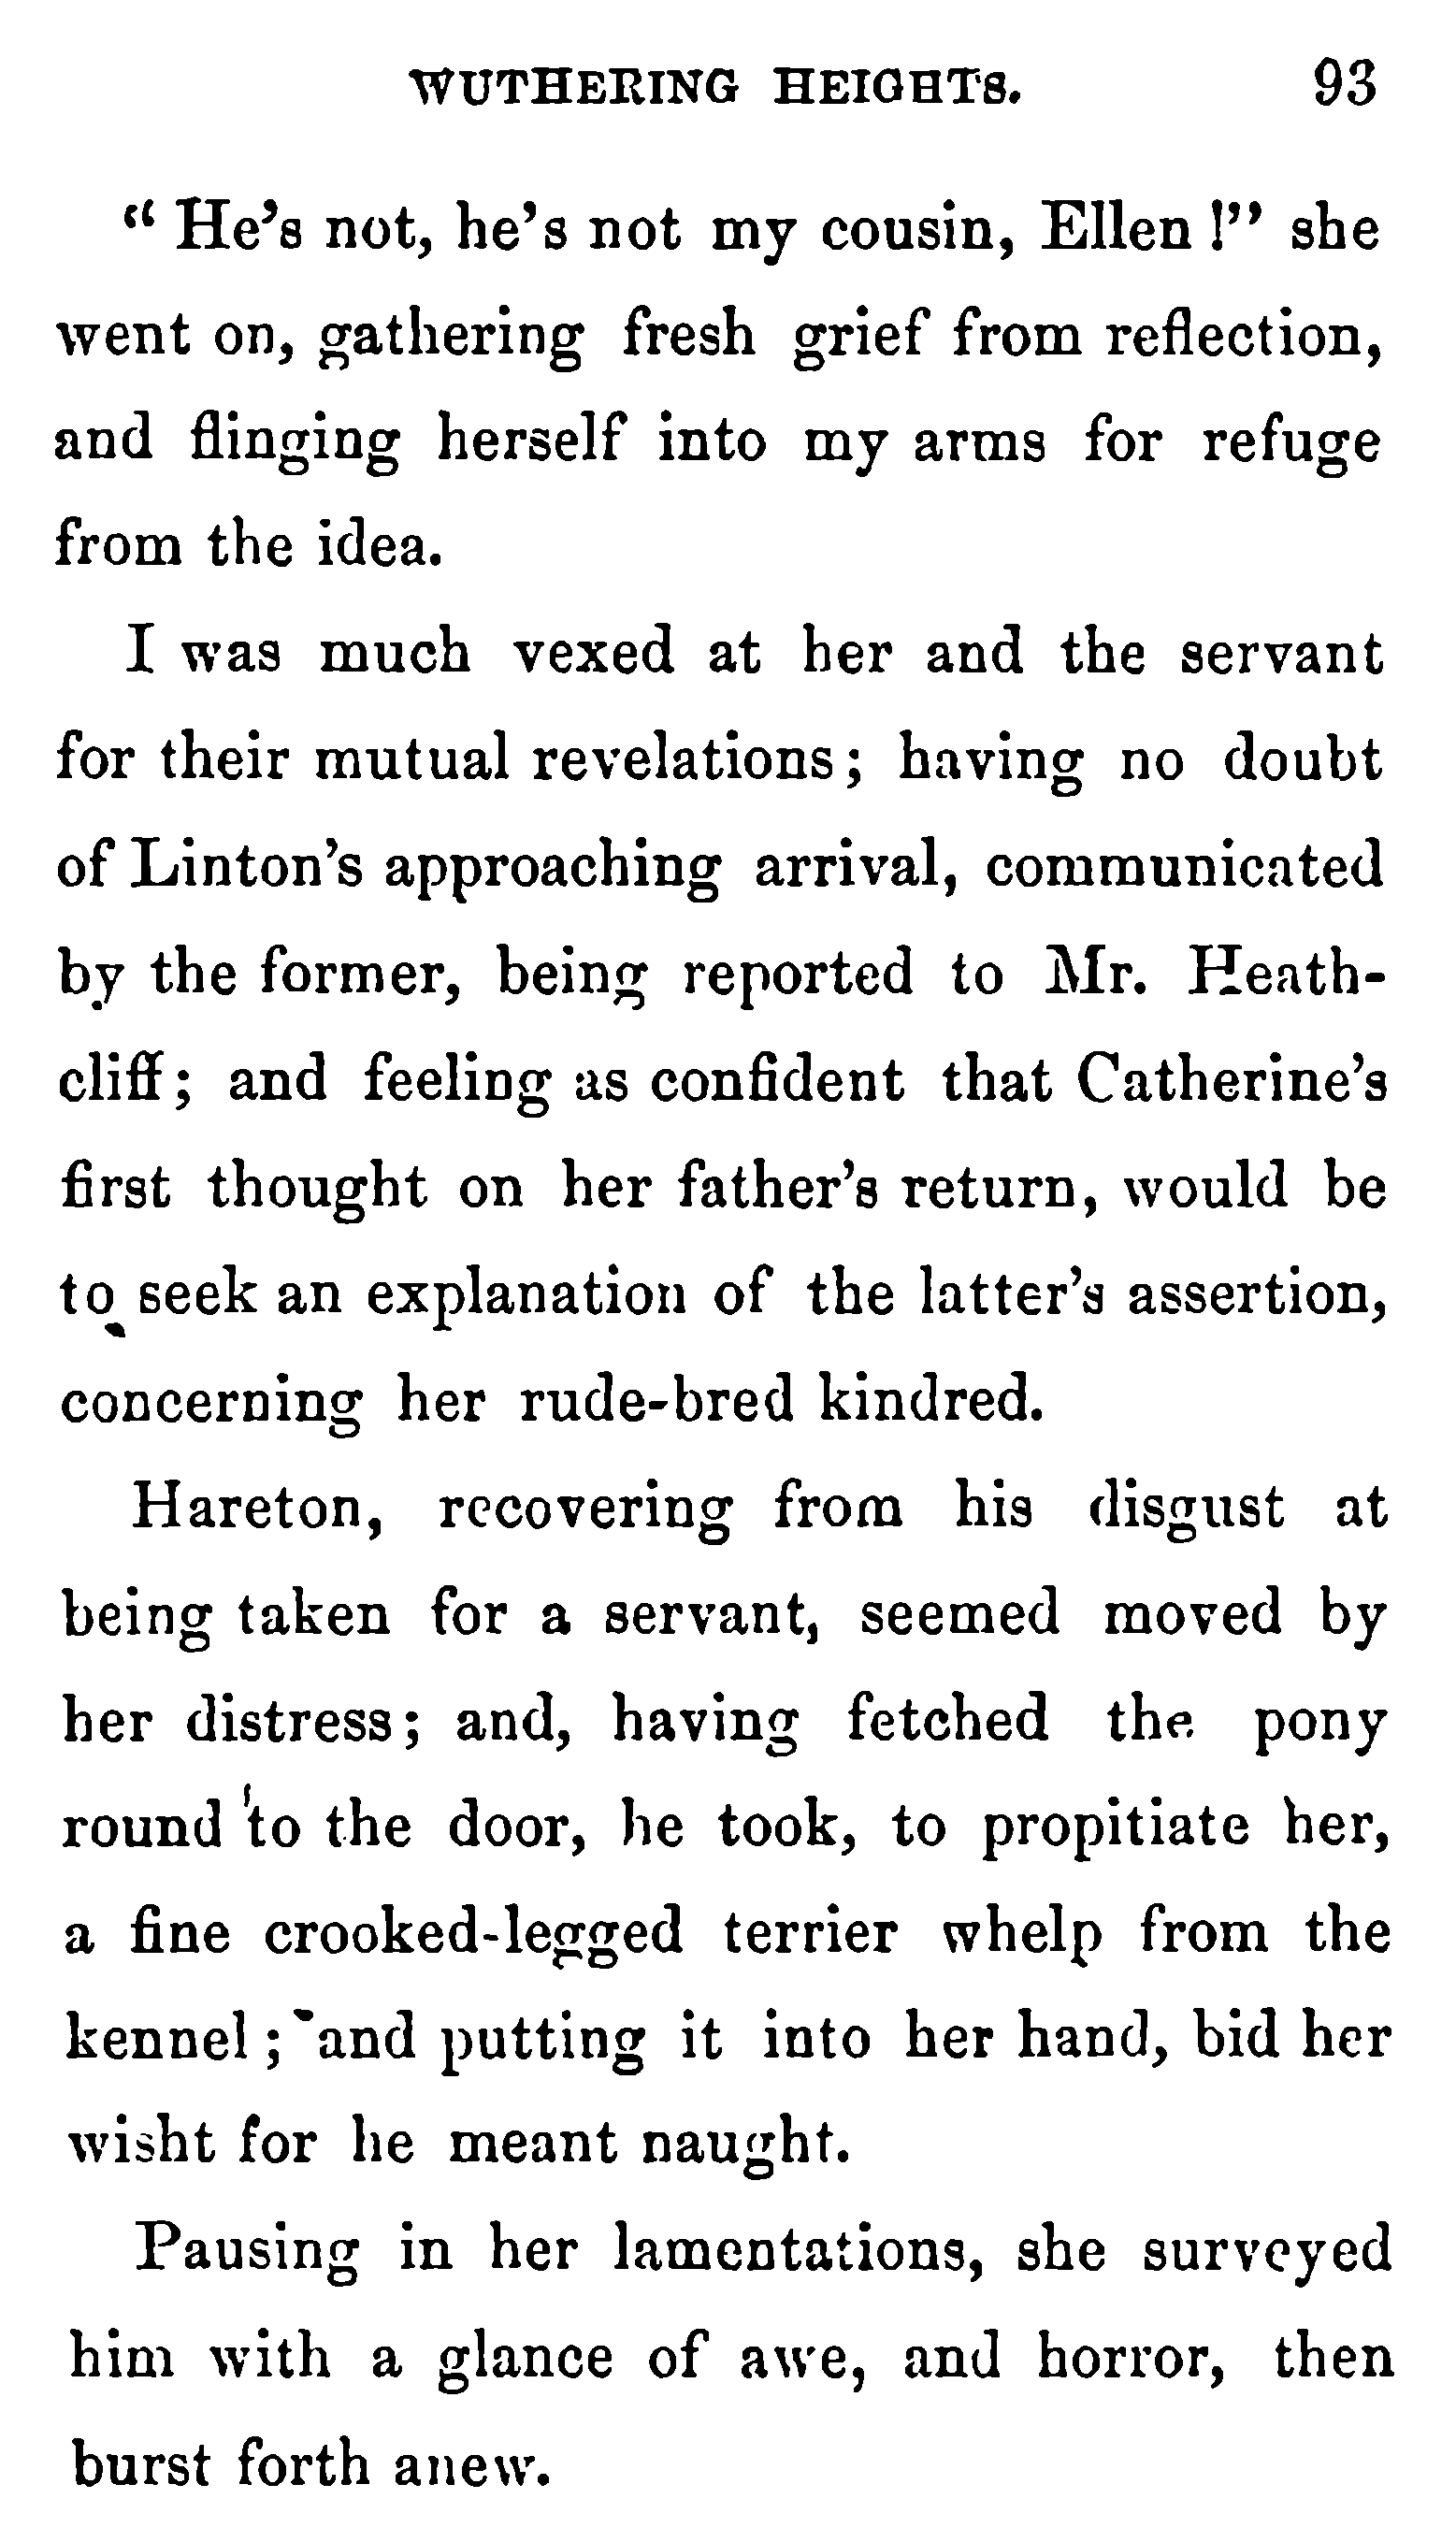 WUTHERING HEIGHTS. 93
“ He’s not, he’s not my cousin, Ellen !” she
went on, gathering fresh grief from reflection,
and flinging herself into my arms for refuge
from the idea.
I was much vexed at her and the servant
for their mutual revelations; having no doubt
of Linton’s approaching arrival, communicated
by the former, being reported to Mr. Heath-
cliff; and feeling as confident that Catherine’s
first thought on her father’s return, would be
to seek an explanation of the latter’s assertion,
concerning her rude-bred kindred.
Hareton, recovering from his disgust at
being taken for a servant, seemed moved by
her distress; and, having fetched the pony
round to the door, he took, to propitiate her,
a fine crooked-legged terrier whelp from the
kennel; and putting it into her hand, bid her
wisht for he meant naught.
Pausing in her lamentations, she surveyed
him with a glance of awe, and horror, then
burst forth anew.